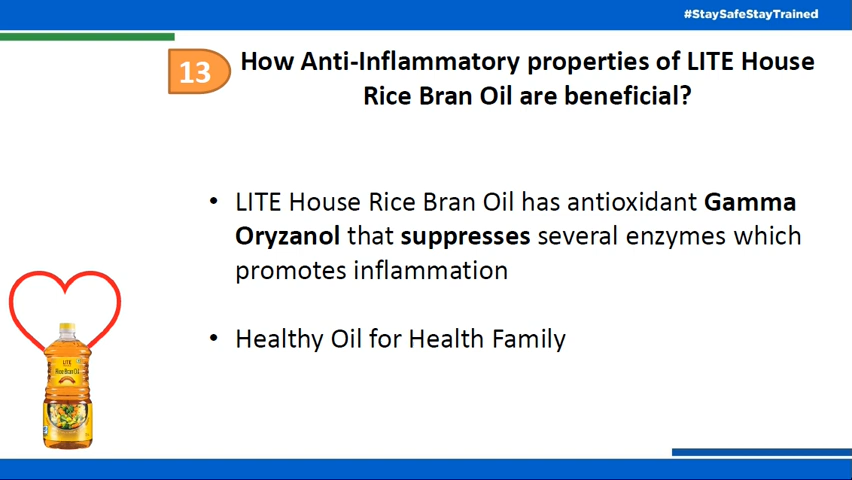 #StaySafeStayTrained
13
How Anti-Inflammatory properties of LITE House
Rice Bran Oil are beneficial?
• LITE House Rice Bran Oil has antioxidant Gamma
Oryzanol that suppresses several enzymes which
promotes inflammation
• Healthy Oil for Health Family
LITE
Rice Bran Oil